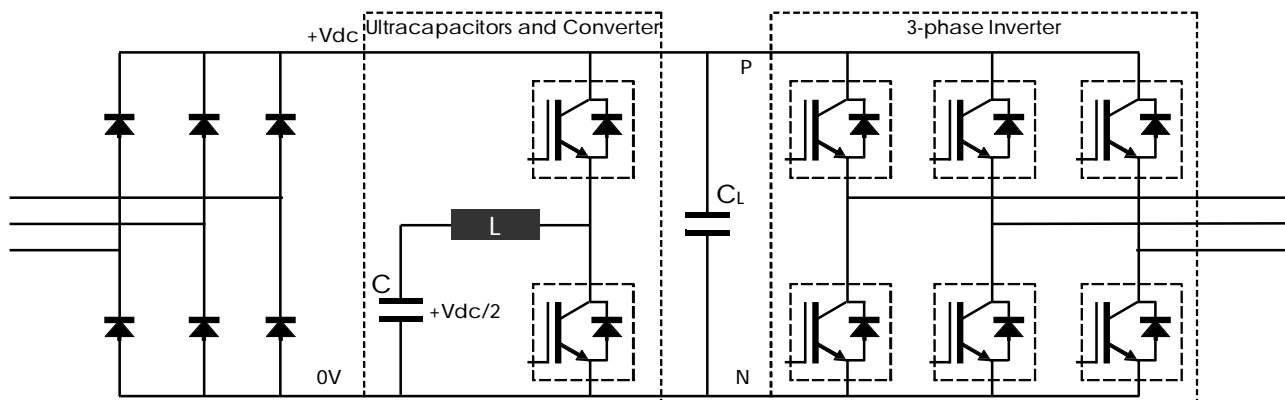 Ultracapacitors and Converter
3-phase Inverter
+Vdc
P
CL
L
C
+Vdc/2
0V
N